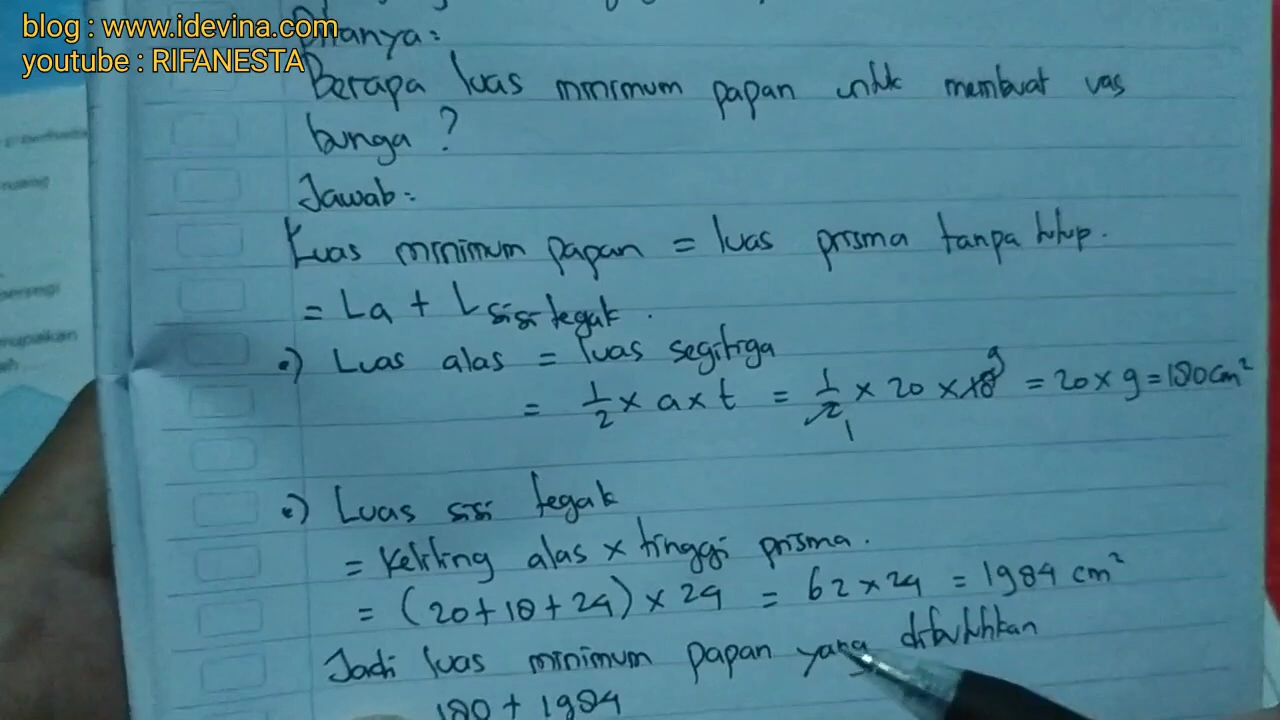 blog : www.idevina.com
youtube : RIFANESTA
Ditanya:
Berapa luas minimum papan untuk membuat vas
bunga ?
Jawab:
Luas minimum papan = luas prisma tanpa tutup.
= La + L sisi tegak.
•) Luas alas = luas segitiga
= 1/2 x a x t = 1/2 x 20 x 18 9 = 20 x 9 = 180 cm²
1
•) Luas sisi tegak
= keliling alas x tinggi prisma.
= (20+18+24) x 24 = 62 x 24 = 1984 cm²
Jadi luas minimum papan yang dibutuhkan
180 + 1984